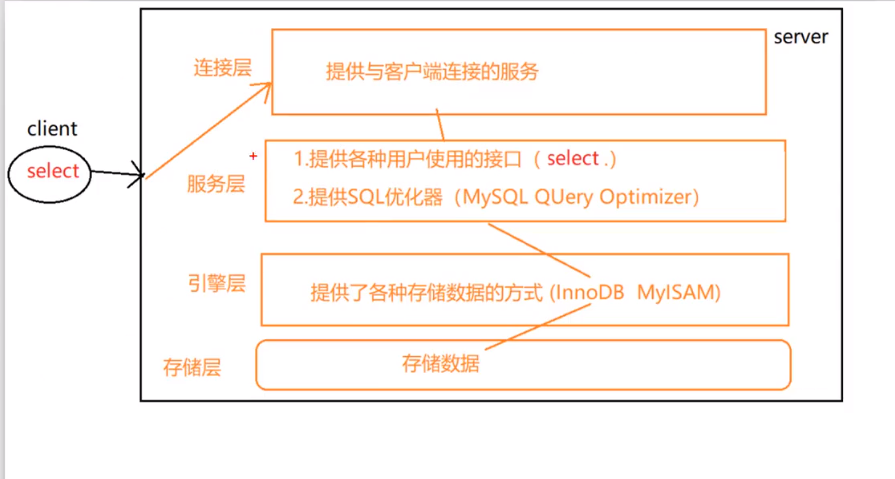 server
连接层
提供与客户端连接的服务
client
select
服务层
1.提供各种用户使用的接口（ select .）
2.提供SQL优化器（MySQL QUery Optimizer）
引擎层
提供了各种存储数据的方式 (InnoDB MyISAM)
存储层
存储数据